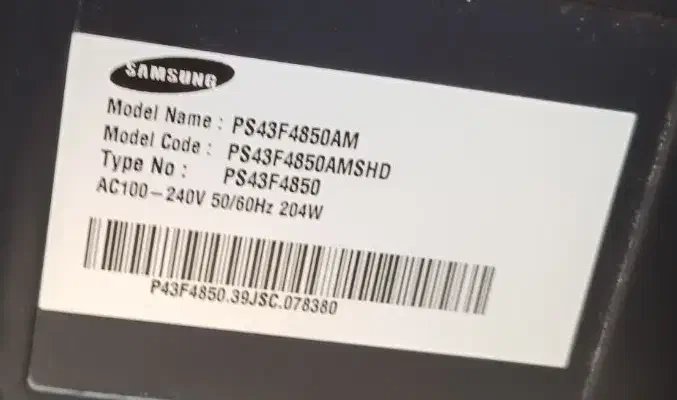 SAMSUNG
Model Name : PS43F4850AM
Model Code : PS43F4850AMSHD
Type No : PS43F4850
AC100-240V 50/60Hz 204W
P43F4850.39JSC.078380